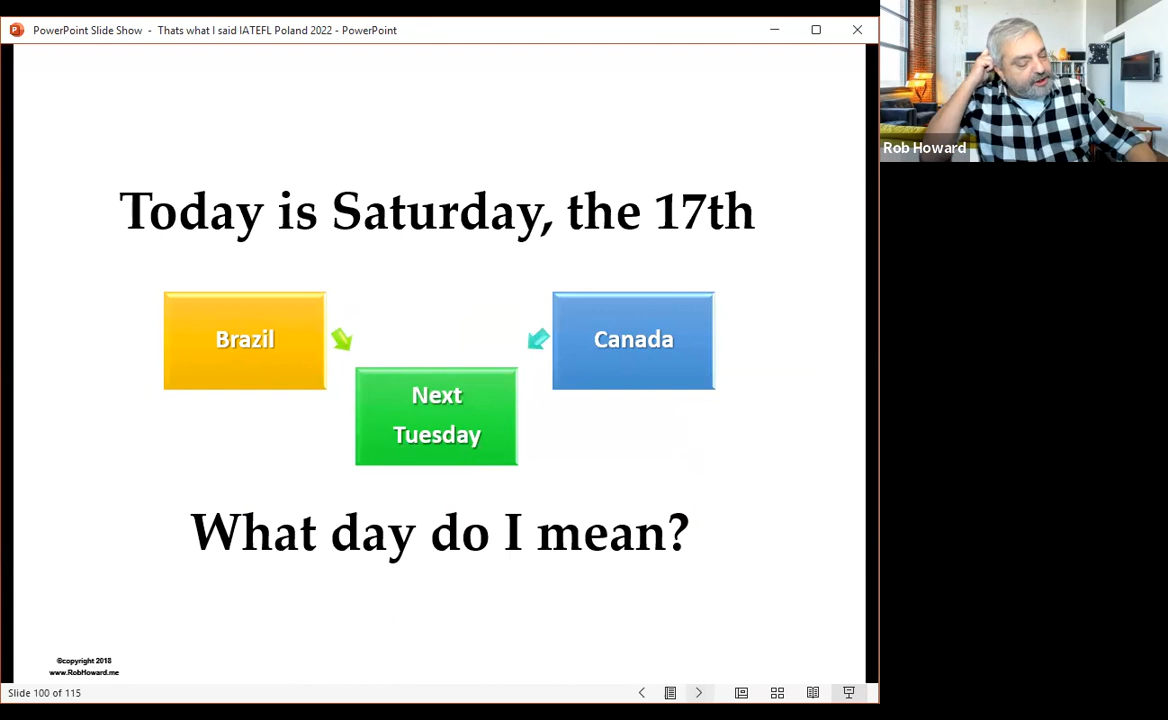 PowerPoint Slide Show - Thats what I said IATEFL Poland 2022 - PowerPoint
Rob Howard
Today is Saturday, the 17th
Brazil
Canada
Next
Tuesday
What day do I mean?
©copyright 2018
www.RobHoward.me
Slide 100 of 115